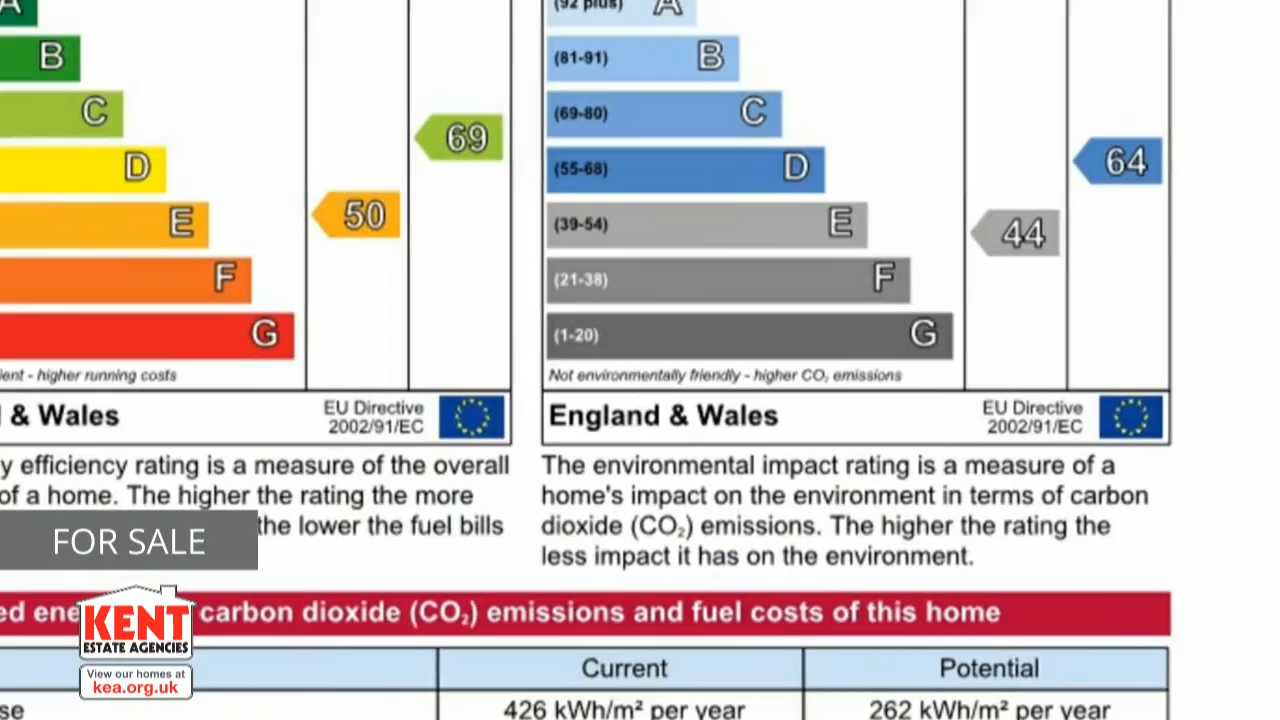 A
B
C
D
E
F
G
69
50
ient - higher running costs
& Wales
EU Directive
2002/91/EC
(92 plus) A
(81-91) B
(69-80) C
(55-68) D
(39-54) E
(21-38) F
(1-20) G
64
44
Not environmentally friendly - higher CO₂ emissions
England & Wales
EU Directive
2002/91/EC
y efficiency rating is a measure of the overall
of a home. The higher the rating the more
the lower the fuel bills
The environmental impact rating is a measure of a
home's impact on the environment in terms of carbon
dioxide (CO₂) emissions. The higher the rating the
less impact it has on the environment.
FOR SALE
ed ene
carbon dioxide (CO₂) emissions and fuel costs of this home
KENT
ESTATE AGENCIES
View our homes at
kea.org.uk
Current
Potential
se
426 kWh/m² per year
262 kWh/m² per year